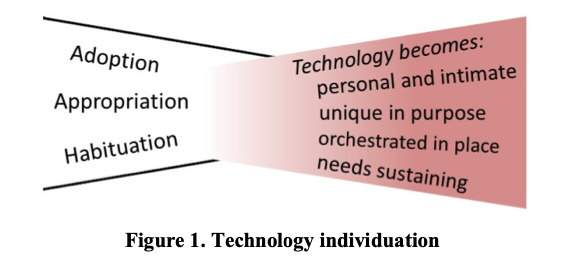 Adoption
Appropriation
Habituation
Technology becomes:
personal and intimate
unique in purpose
orchestrated in place
needs sustaining
Figure 1. Technology individuation